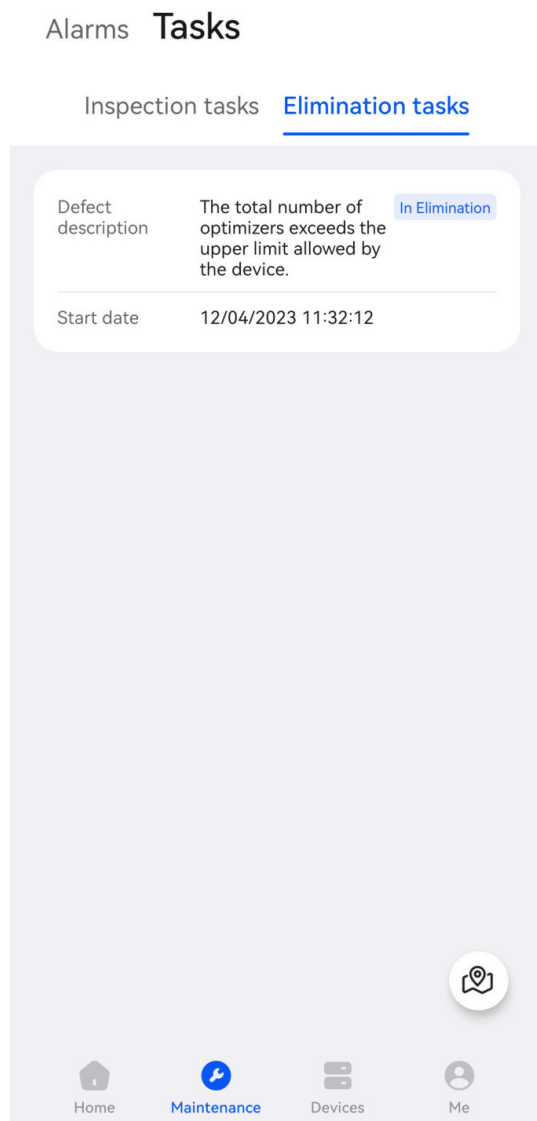 Alarms Tasks
Inspection tasks Elimination tasks
Defect description
The total number of optimizers exceeds the upper limit allowed by the device.
In Elimination
Start date 12/04/2023 11:32:12
Home Maintenance Devices Me